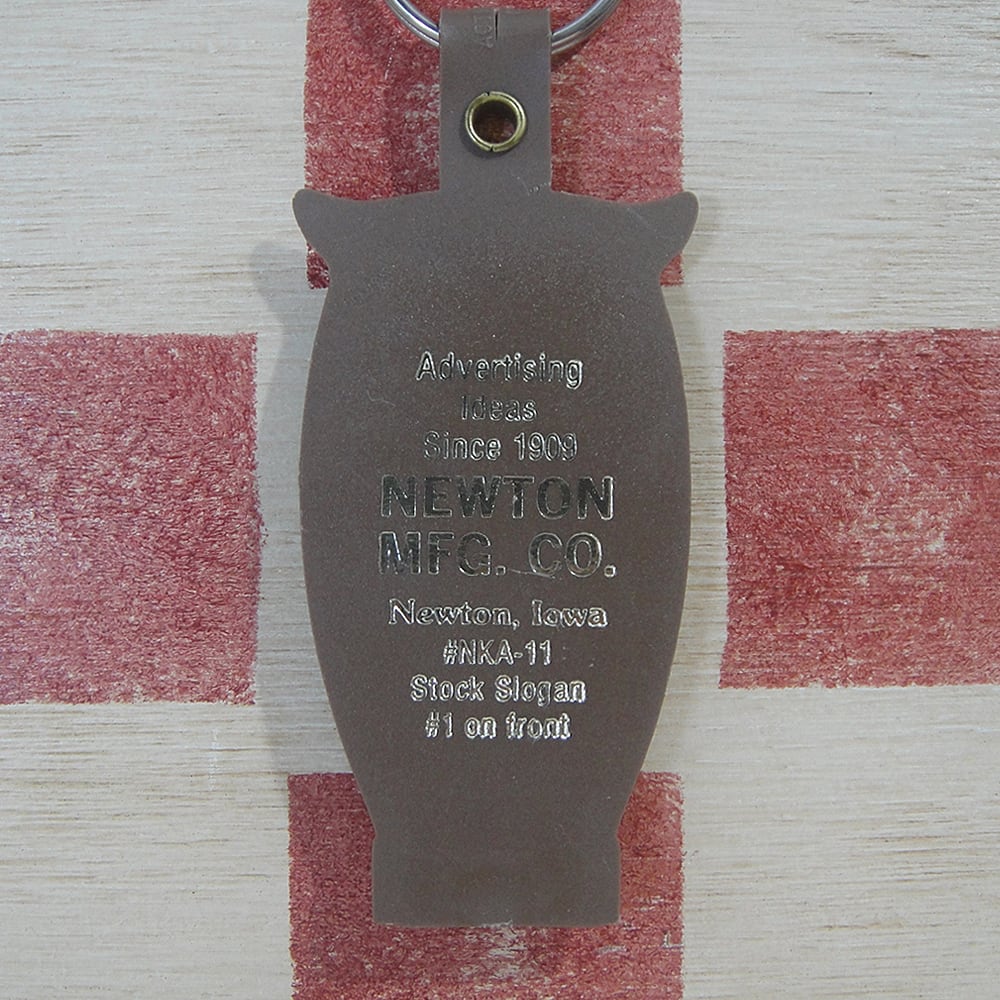 Advertising
Ideas
Since 1909
NEWTON
MFG. CO.
Newton, Iowa
#NKA-11
Stock Slogan
#1 on front